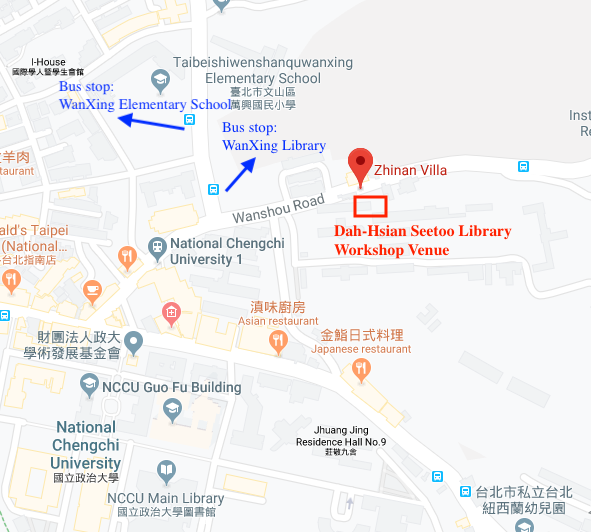 I-House
國際學人暨學生會館
Taibeishiwenshanquwanxing
Elementary School
臺北市文山區
萬興國民小學
Bus stop:
WanXing Elementary School
Bus stop:
WanXing Library
Inst
Re
羊肉
staurant
Zhinan Villa
Wanshou Road
Dah-Hsian Seetoo Library
Workshop Venue
ald's Taipei
(National...
台北指南店
National Chengchi
University 1
滇味廚房
Asian restaurant
金鮨日式料理
Japanese restaurant
財團法人政大
學術發展基金會
NCCU Guo Fu Building
National
Chengchi
University
國立政治大學
Jhuang Jing
Residence Hall No.9
莊敬九舍
NCCU Main Library
國立政治大學圖書館
台北市私立台北
紐西蘭幼兒園